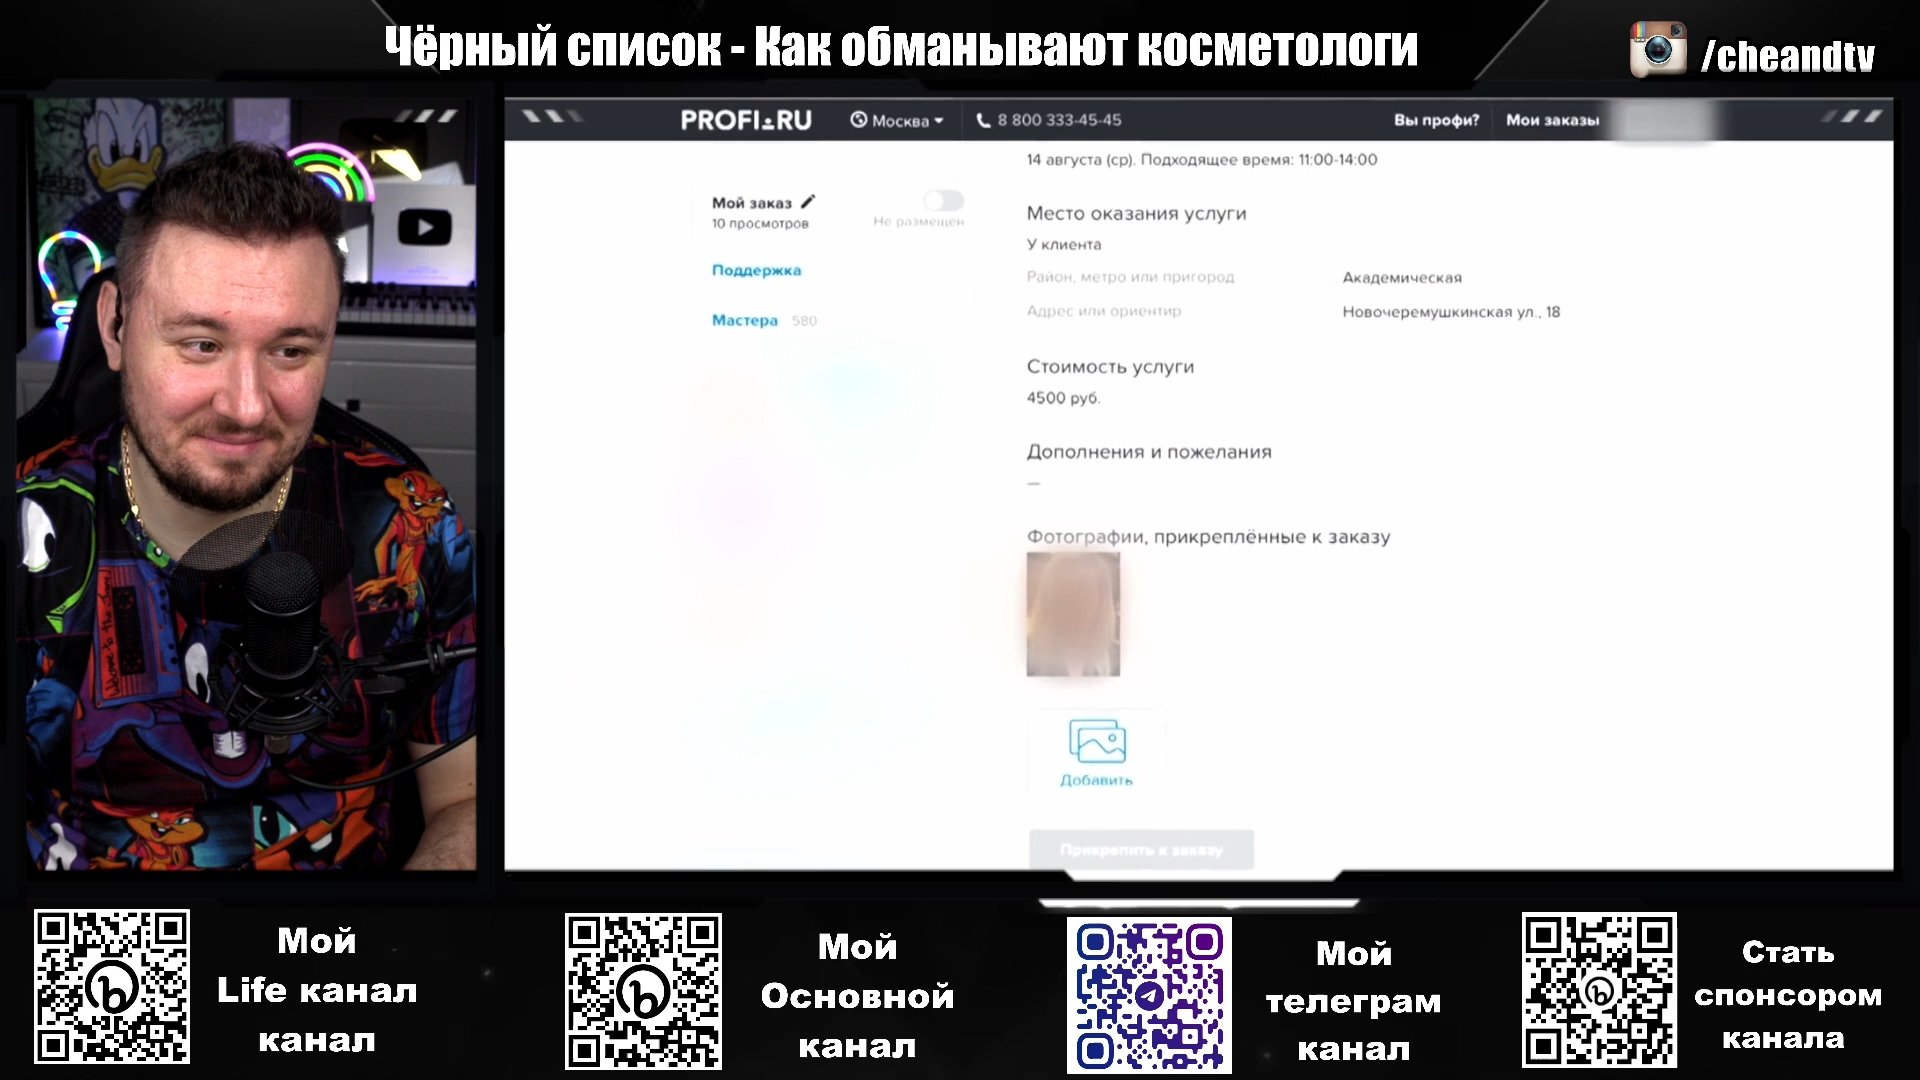 Чёрный список - Как обманывают косметологи
/cheandtv
PROFI.RU
Москва
8 800 333-45-45
Вы профи?
Мои заказы
14 августа (ср). Подходящее время: 11:00-14:00
Мой заказ
10 просмотров
Не размещён
Поддержка
Мастера 580
Место оказания услуги
У клиента
Район, метро или пригород
Академическая
Адрес или ориентир
Новочеремушкинская ул., 18
Стоимость услуги
4500 руб.
Дополнения и пожелания
—
Фотографии, прикреплённые к заказу
Добавить
Прикрепить к заказу
Мой
Life канал
канал
Мой
Основной
канал
Мой
телеграм
канал
Стать
спонсором
канала